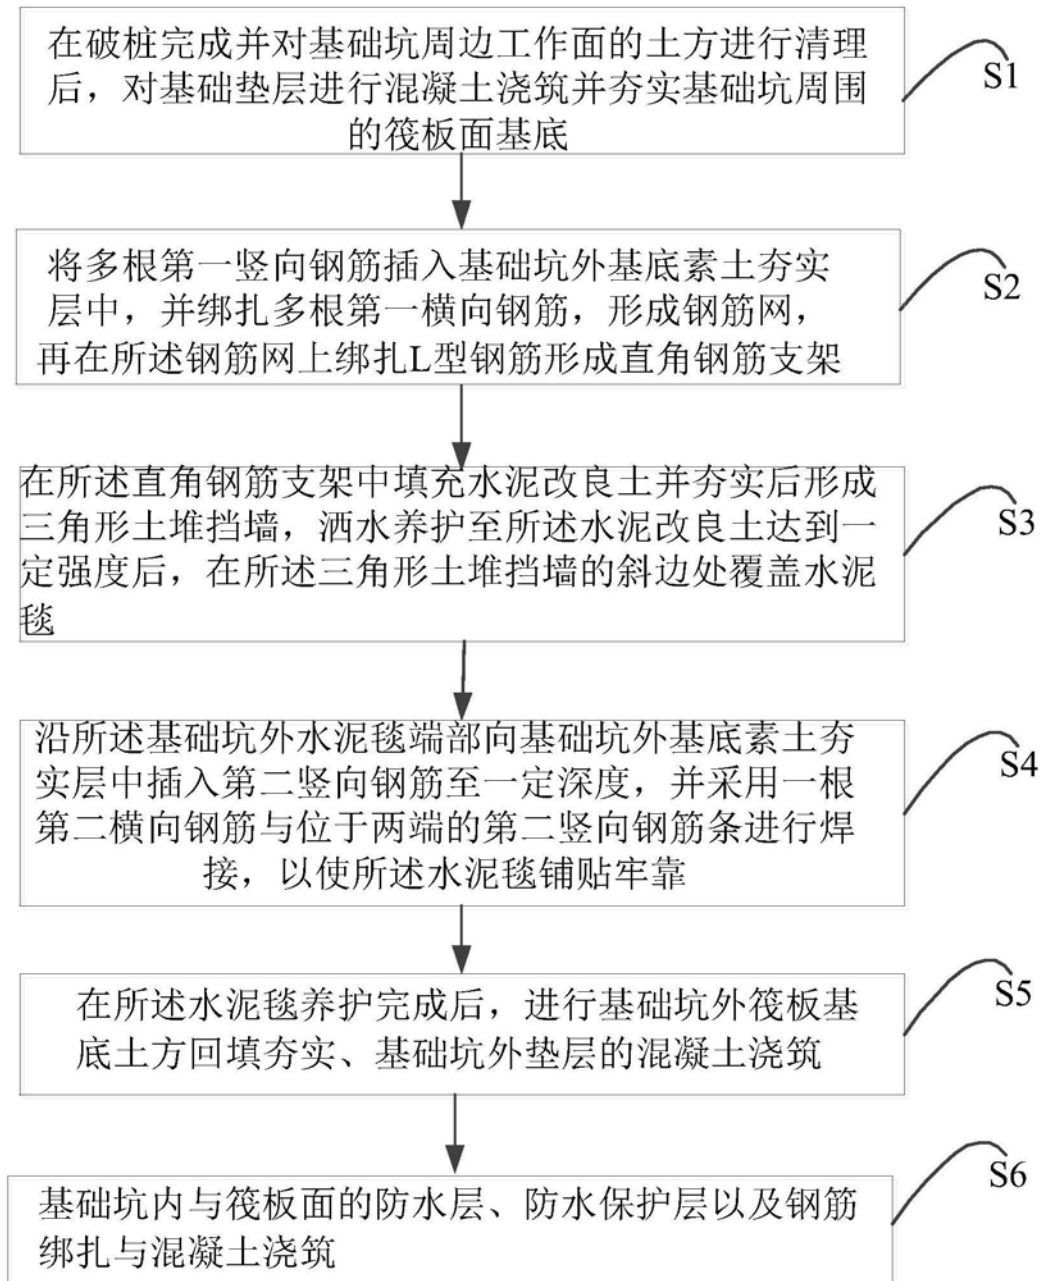 在破桩完成并对基础坑周边工作面的土方进行清理
后，对基础垫层进行混凝土浇筑并夯实基础坑周围
的筏板面基底
S1
将多根第一竖向钢筋插入基础坑外基底素土夯实
层中，并绑扎多根第一横向钢筋，形成钢筋网，
再在所述钢筋网上绑扎L型钢筋形成直角钢筋支架
S2
在所述直角钢筋支架中填充水泥改良土并夯实后形成
三角形土堆挡墙，洒水养护至所述水泥改良土达到一
定强度后，在所述三角形土堆挡墙的斜边处覆盖水泥
毯
S3
沿所述基础坑外水泥毯端部向基础坑外基底素土夯
实层中插入第二竖向钢筋至一定深度，并采用一根
第二横向钢筋与位于两端的第二竖向钢筋条进行焊
接，以使所述水泥毯铺贴牢靠
S4
在所述水泥毯养护完成后，进行基础坑外筏板基
底土方回填夯实、基础坑外垫层的混凝土浇筑
S5
基础坑内与筏板面的防水层、防水保护层以及钢筋
绑扎与混凝土浇筑
S6